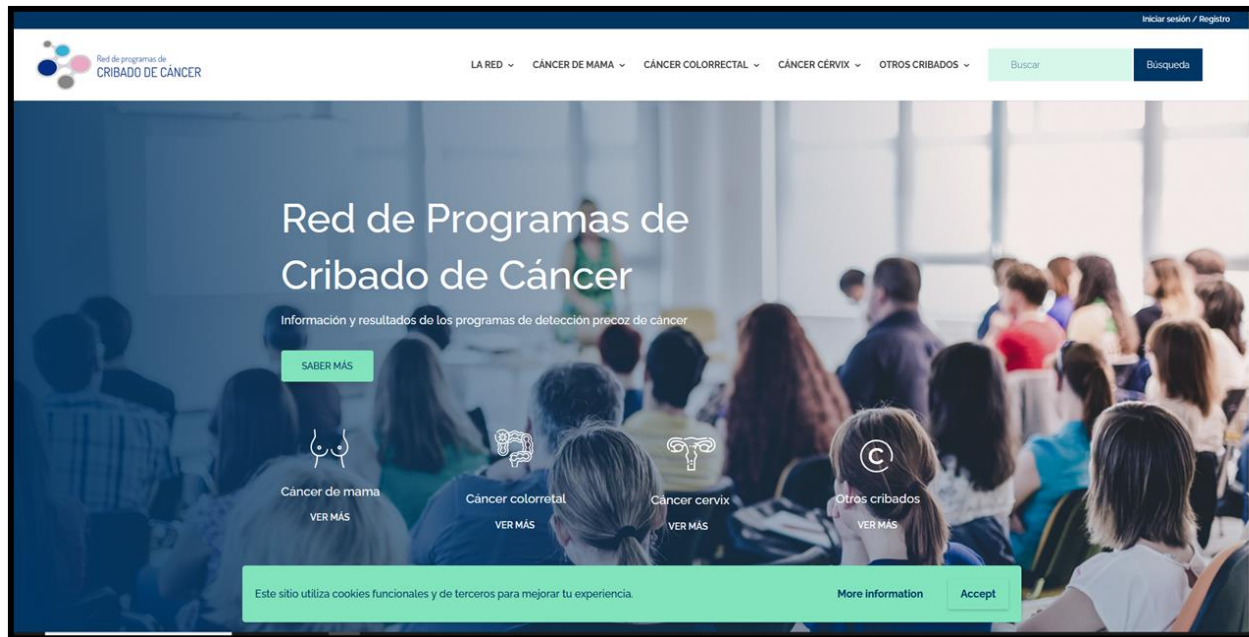 Iniciar sesión / Registro
Red de programas de
CRIBADO DE CÁNCER
LA RED
CÁNCER DE MAMA
CÁNCER COLORRECTAL
CÁNCER CÉRVIX
OTROS CRIBADOS
Buscar
Búsqueda
Red de Programas de
Cribado de Cáncer
Información y resultados de los programas de detección precoz de cáncer
SABER MÁS
Cáncer de mama
VER MÁS
Cáncer colorretal
VER MÁS
Cáncer cervix
VER MÁS
C
Otros cribados
VER MÁS
Este sitio utiliza cookies funcionales y de terceros para mejorar tu experiencia.
More information
Accept